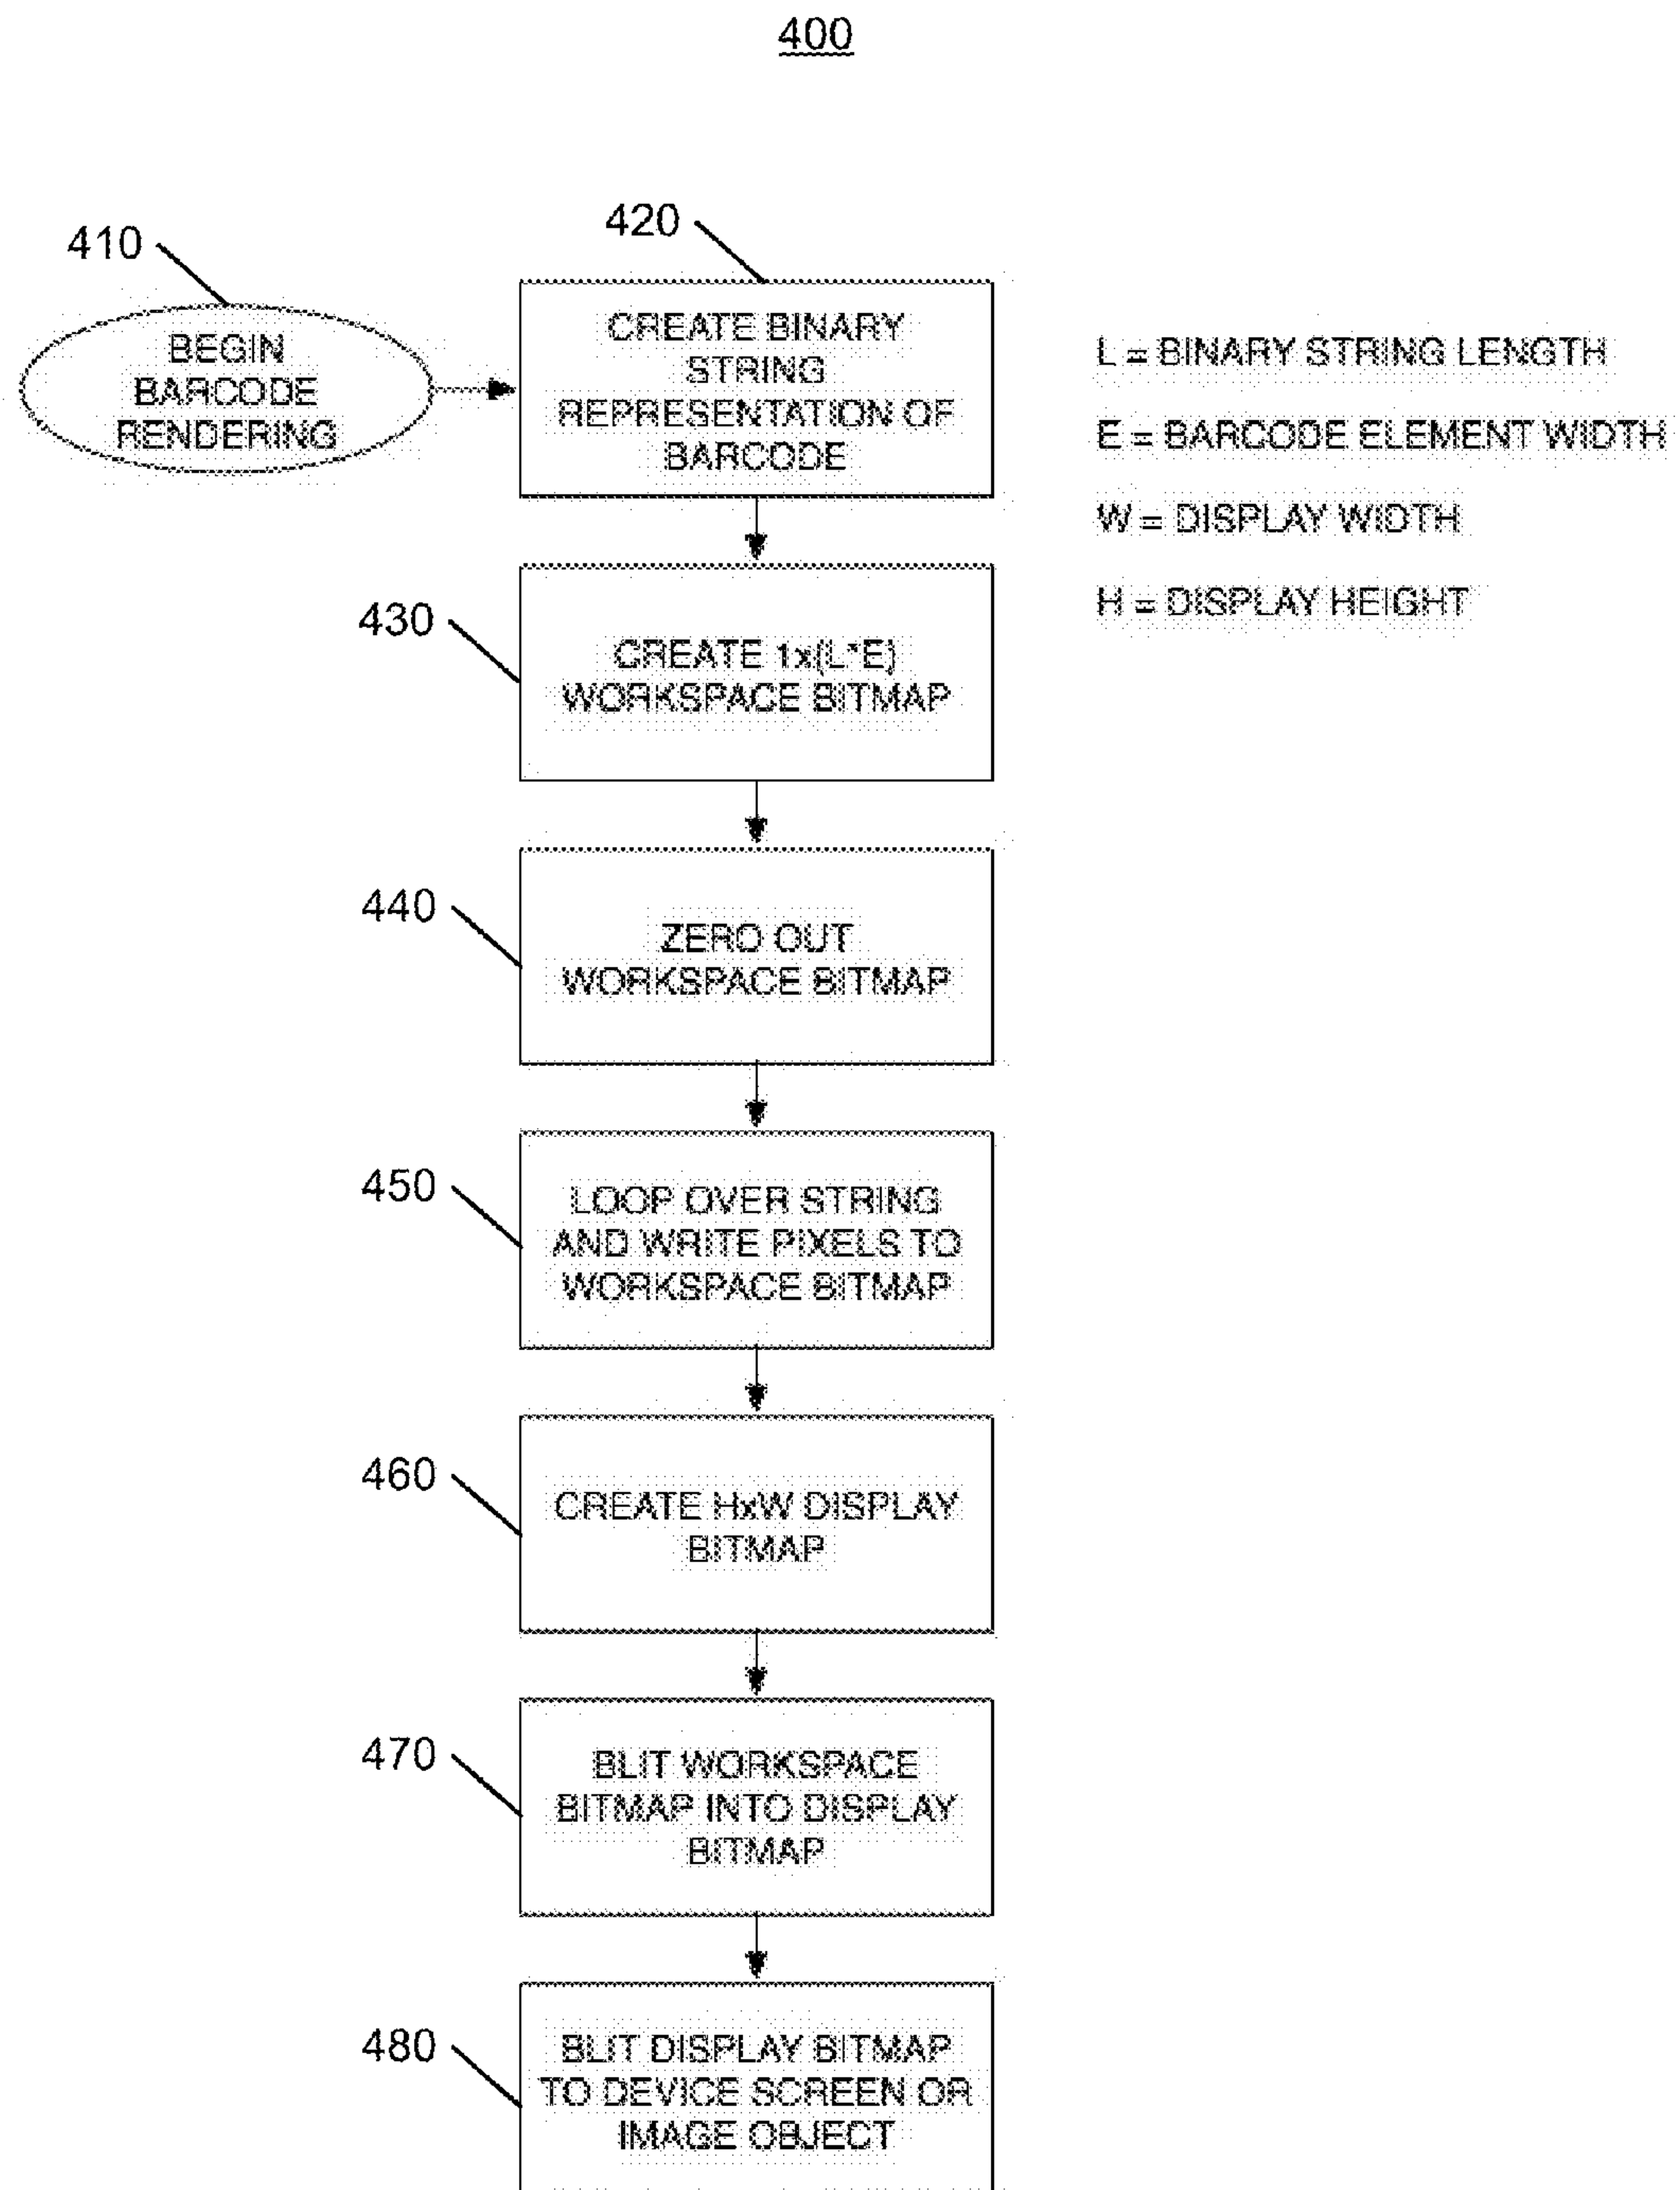 400
410
BEGIN
BARCODE
RENDERING
420
CREATE BINARY
STRING
REPRESENTATION OF
BARCODE
L = BINARY STRING LENGTH
E = BARCODE ELEMENT WIDTH
W = DISPLAY WIDTH
H = DISPLAY HEIGHT
430
CREATE 1x(L*E)
WORKSPACE BITMAP
440
ZERO OUT
WORKSPACE BITMAP
450
LOOP OVER STRING
AND WRITE PIXELS TO
WORKSPACE BITMAP
460
CREATE HxW DISPLAY
BITMAP
470
BLIT WORKSPACE
BITMAP INTO DISPLAY
BITMAP
480
BLIT DISPLAY BITMAP
TO DEVICE SCREEN OR
IMAGE OBJECT